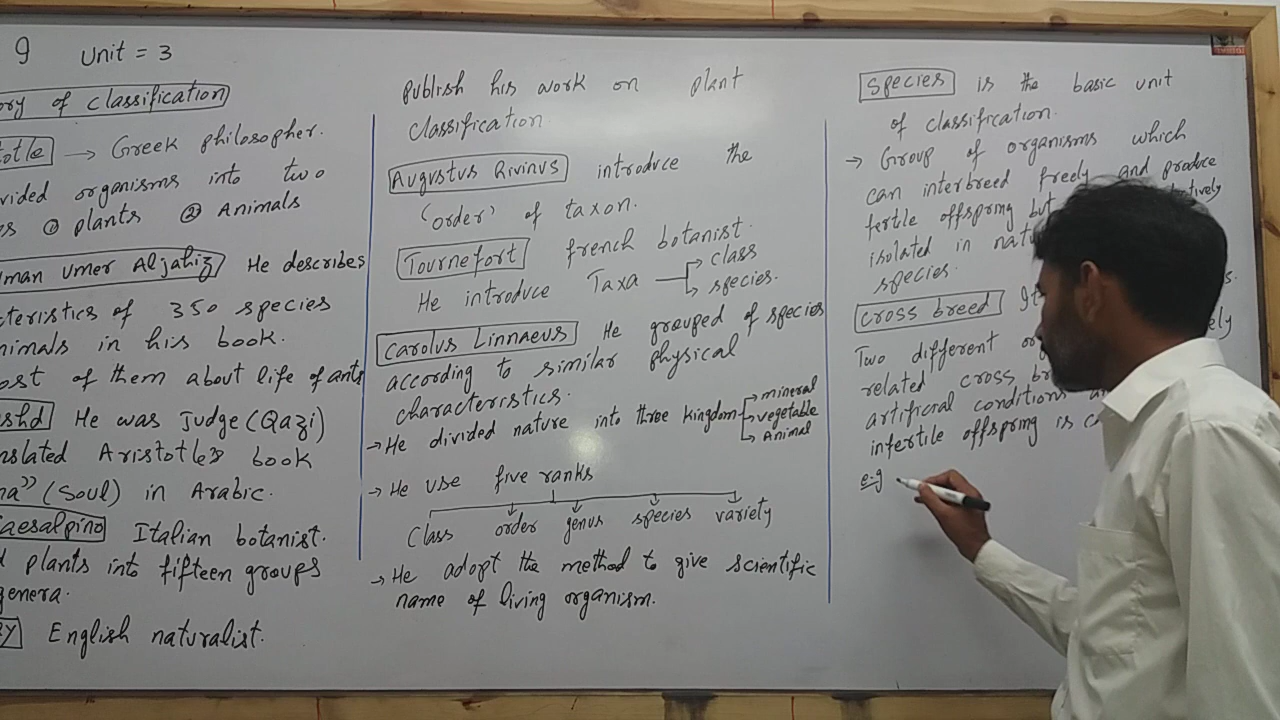 9 Unit = 3
ory of classification
totle → Greek philosopher.
vided organisms into two
ps ① plants ② Animals
man Umer Aljahiz He describes
cteristics of 350 species
nimals in his book.
ost of them about life of ants
shd He was Judge (Qazi)
nslated Aristotle's book
ma" (Soul) in Arabic.
aesalpino Italian botanist.
d plants into fifteen groups
genera.
ay English naturalist.
publish his work on plant
classification.
Augustus Rivinus introduce the
'order' of taxon.
Tournefort french botanist.
He introduce Taxa → class
→ species.
Carolus Linnaeus He grouped of species
according to similar physical
characteristics.
→ He divided nature into three kingdom → mineral
→ vegetable
→ Animal
→ He use five ranks
Class order genus species variety
→ He adopt the method to give scientific
name of living organism.
Species is the basic unit
of classification.
→ Group of organisms which
can interbreed freely and produce
fertile offspring but
isolated in nat
species.
Cross breed It
Two different or
related cross br
artificial conditions
infertile offspring is
e.g